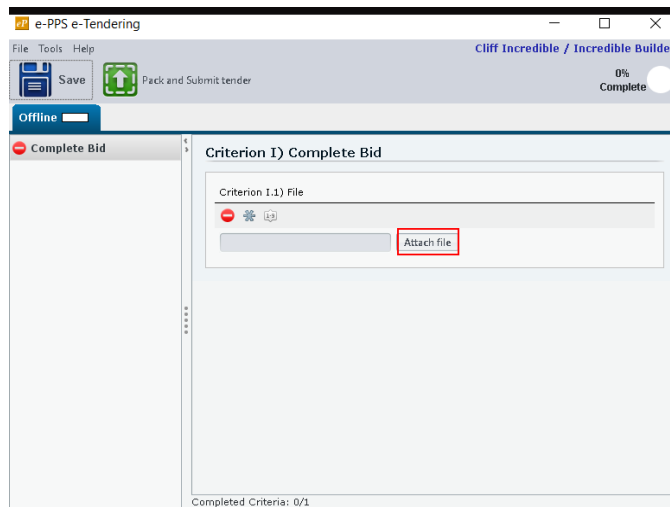 eP e-PPS e-Tendering
File Tools Help
Cliff Incredible / Incredible Builde
Save
Pack and Submit tender
0%
Complete
Offline
Complete Bid
Criterion I) Complete Bid
Criterion I.1) File
Attach file
Completed Criteria: 0/1